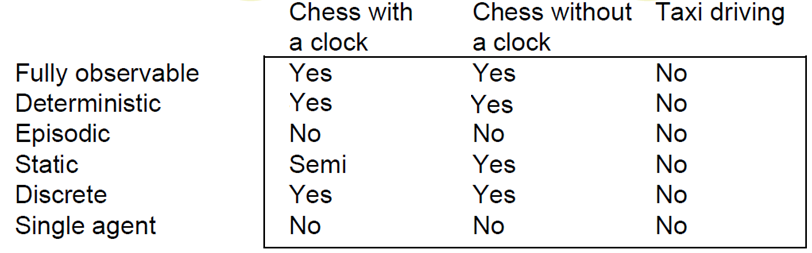 Chess with Chess without Taxi driving
a clock a clock
Fully observable Yes Yes No
Deterministic Yes Yes No
Episodic No No No
Static Semi Yes No
Discrete Yes Yes No
Single agent No No No